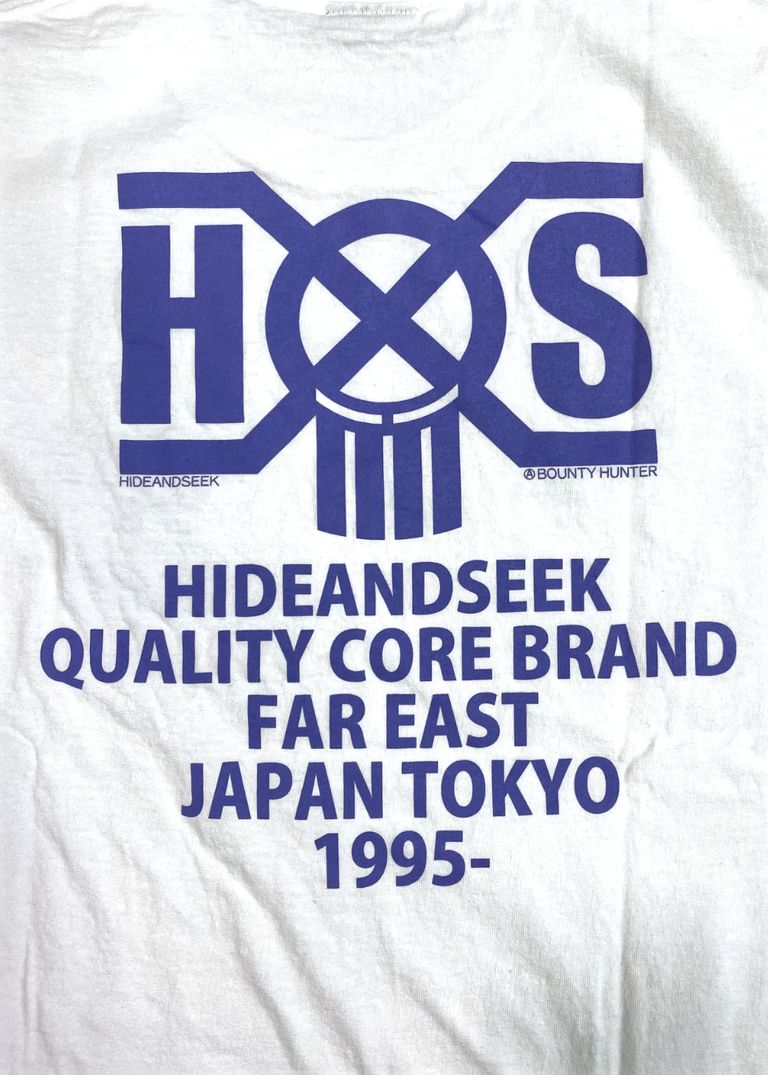 H S
HIDEANDSEEK
Ⓐ BOUNTY HUNTER
HIDEANDSEEK
QUALITY CORE BRAND
FAR EAST
JAPAN TOKYO
1995-